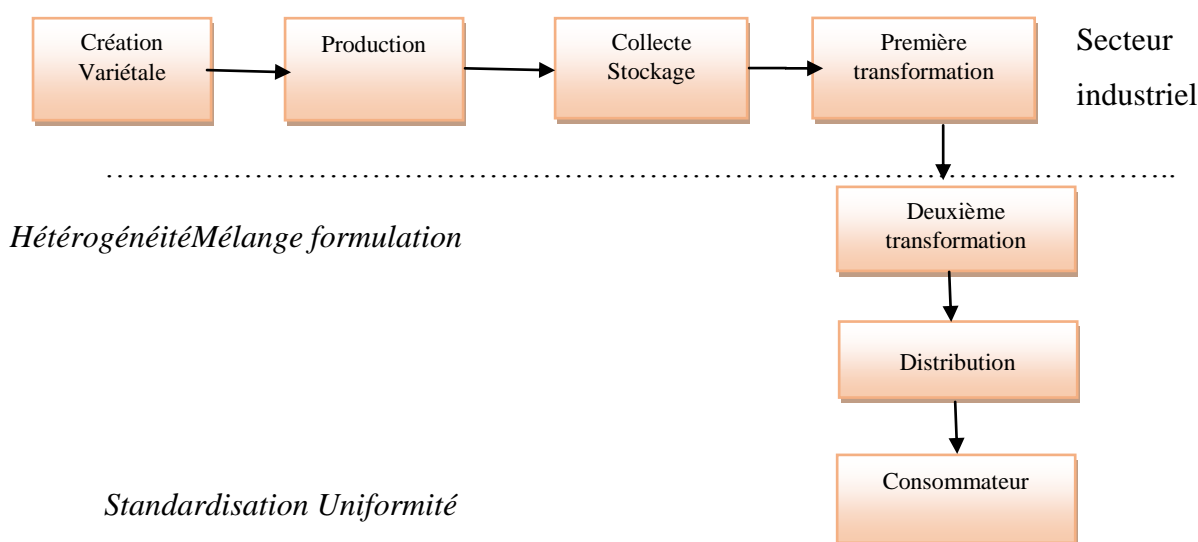 Création
Variétale
Production
Collecte
Stockage
Première
transformation
Secteur
industriel
Deuxième
transformation
HétérogénéitéMélange formulation
Distribution
Consommateur
Standardisation Uniformité